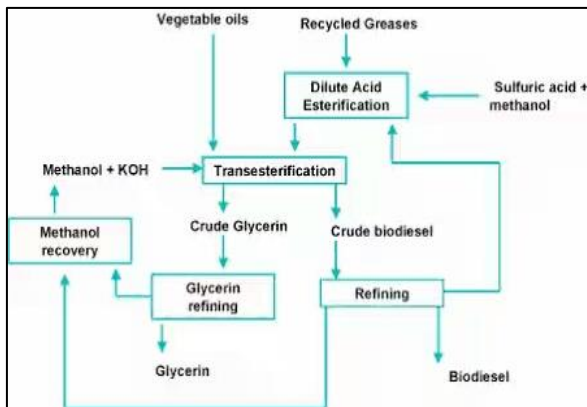 Vegetable oils
Recycled Greases
Dilute Acid
Esterification
Sulfuric acid +
methanol
Methanol + KOH
Transesterification
Crude Glycerin
Crude biodiesel
Methanol
recovery
Glycerin
refining
Refining
Glycerin
Biodiesel